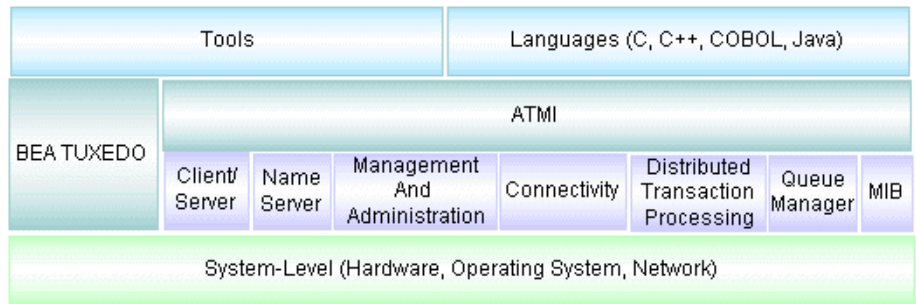 Tools
Languages (C, C++, COBOL, Java)
BEA TUXEDO
ATMI
Client/
Server
Name
Server
Management
And
Administration
Connectivity
Distributed
Transaction
Processing
Queue
Manager
MIB
System-Level (Hardware, Operating System, Network)